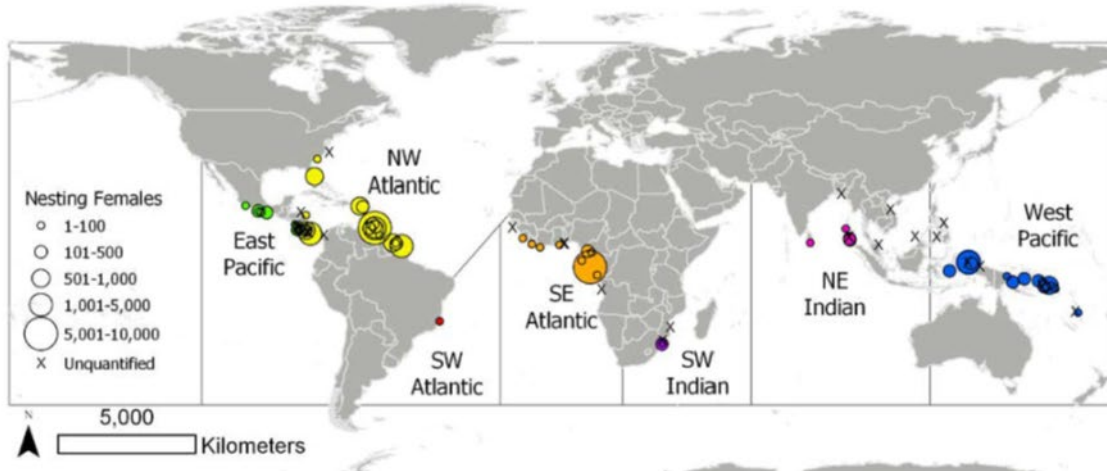 NW
Atlantic
Nesting Females
1-100
101-500
501-1,000
1,001-5,000
5,001-10,000
X Unquantified
East
Pacific
SW
Atlantic
SE
Atlantic
SW
Indian
NE
Indian
West
Pacific
N
5,000
Kilometers